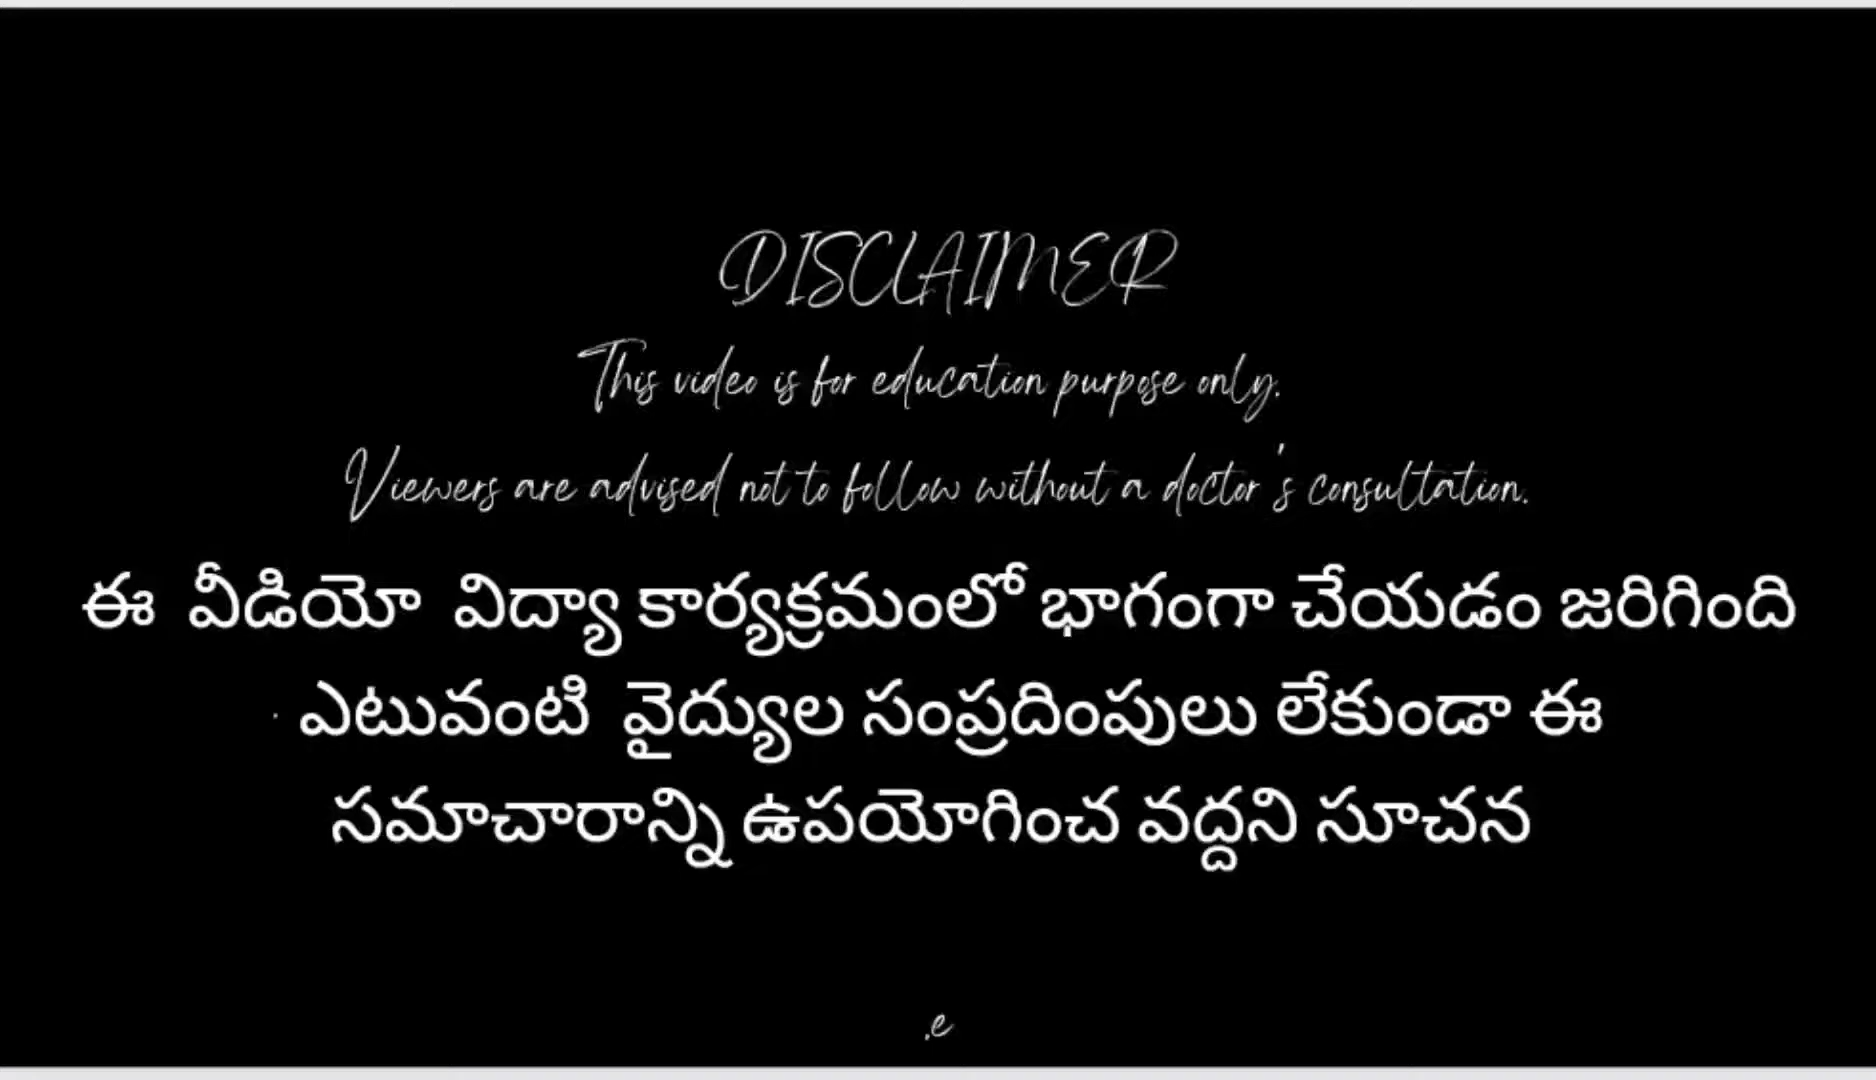 DISCLAIMER
This video is for education purpose only.
Viewers are advised not to follow without a doctor's consultation.
ఈ వీడియో విద్యా కార్యక్రమంలో భాగంగా చేయడం జరిగింది
. ఎటువంటి వైద్యుల సంప్రదింపులు లేకుండా ఈ
సమాచారాన్ని ఉపయోగించ వద్దని సూచన
.e